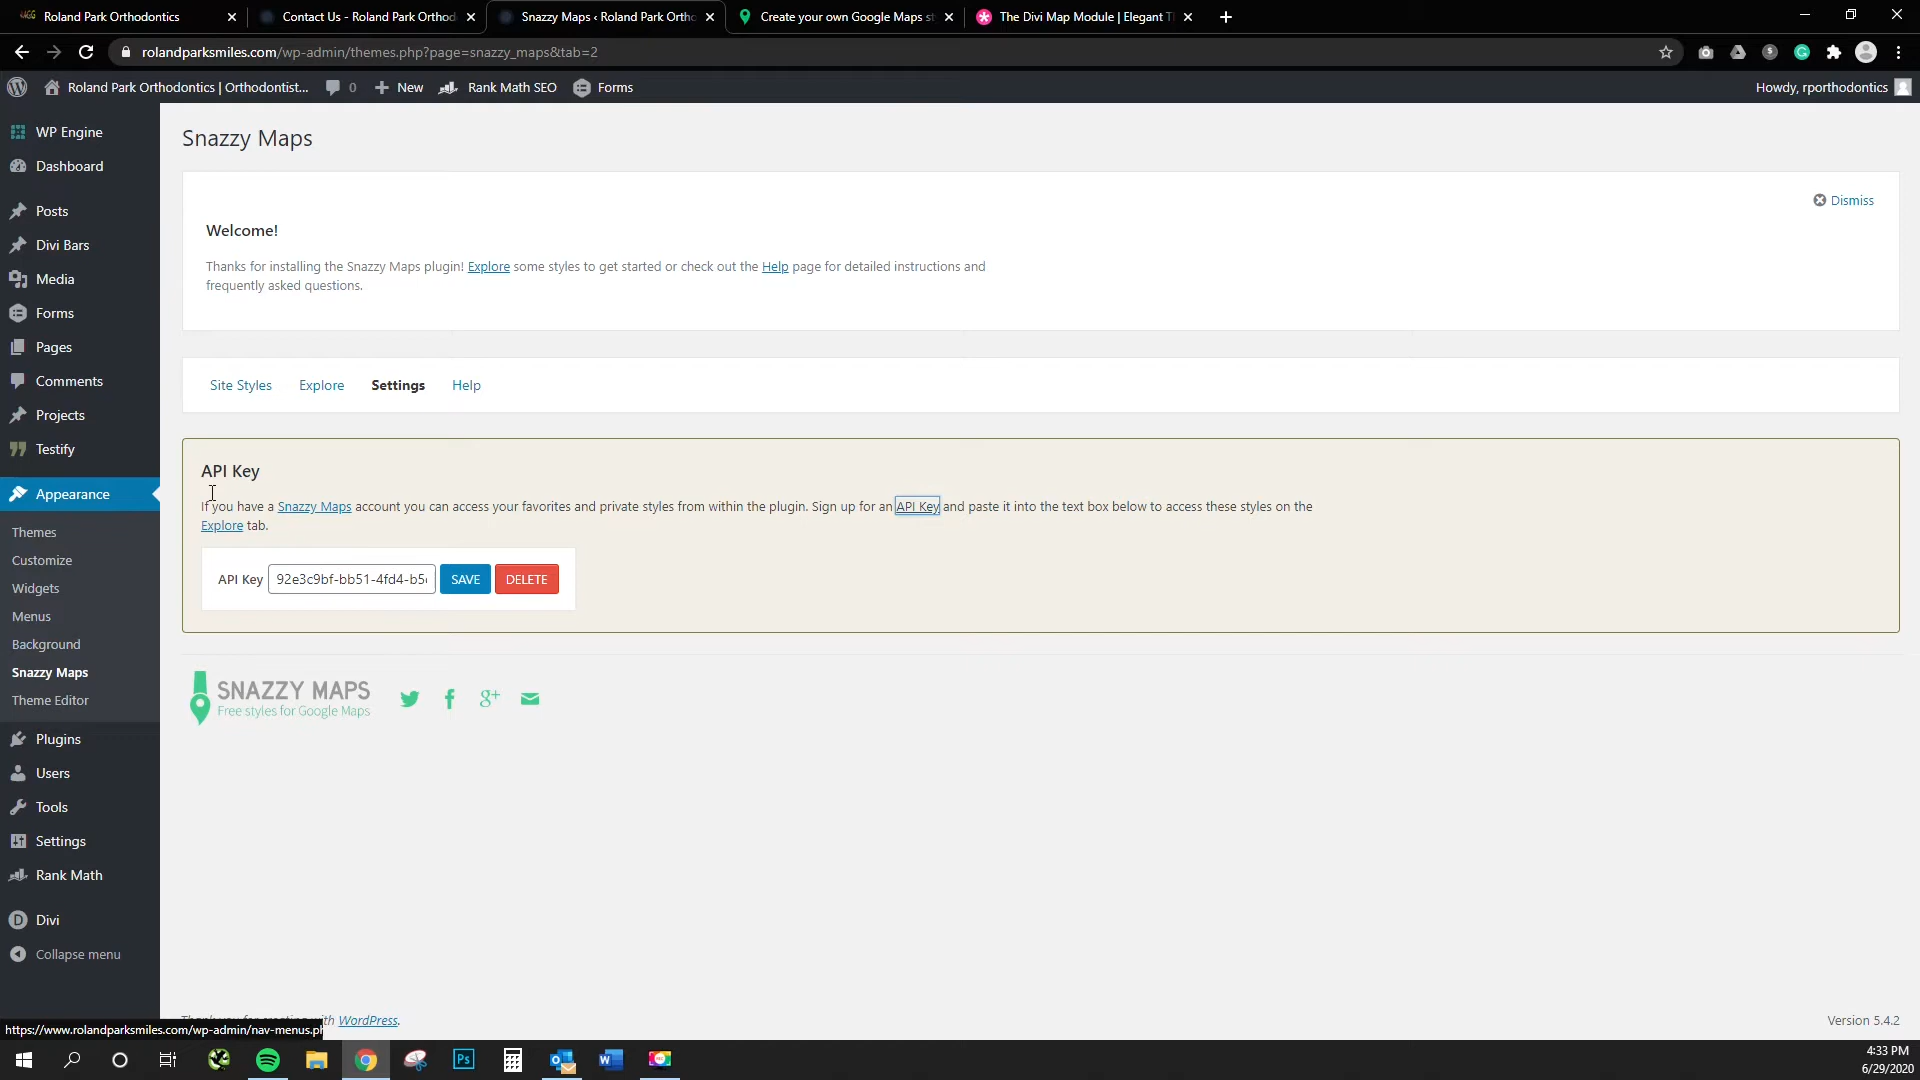 Roland Park Orthodontics
Contact Us - Roland Park Orthod
Snazzy Maps ‹ Roland Park Ortho
Create your own Google Maps st
The Divi Map Module | Elegant T
rolandparksmiles.com/wp-admin/themes.php?page=snazzy_maps&tab=2
Roland Park Orthodontics | Orthodontist... 0 New Rank Math SEO Forms Howdy, rporthodontics
WP Engine
Dashboard
Posts
Divi Bars
Media
Forms
Pages
Comments
Projects
Testify
Appearance
Themes
Customize
Widgets
Menus
Background
Snazzy Maps
Theme Editor
Plugins
Users
Tools
Settings
Rank Math
Divi
Collapse menu
Snazzy Maps
Dismiss
Welcome!
Thanks for installing the Snazzy Maps plugin! Explore some styles to get started or check out the Help page for detailed instructions and
frequently asked questions.
Site Styles Explore Settings Help
API Key
If you have a Snazzy Maps account you can access your favorites and private styles from within the plugin. Sign up for an API Key and paste it into the text box below to access these styles on the
Explore tab.
API Key 92e3c9bf-bb51-4fd4-b5 SAVE DELETE
SNAZZY MAPS
Free styles for Google Maps
Thank you for creating with WordPress.
Version 5.4.2
https://www.rolandparksmiles.com/wp-admin/nav-menus.p
4:33 PM
6/29/2020